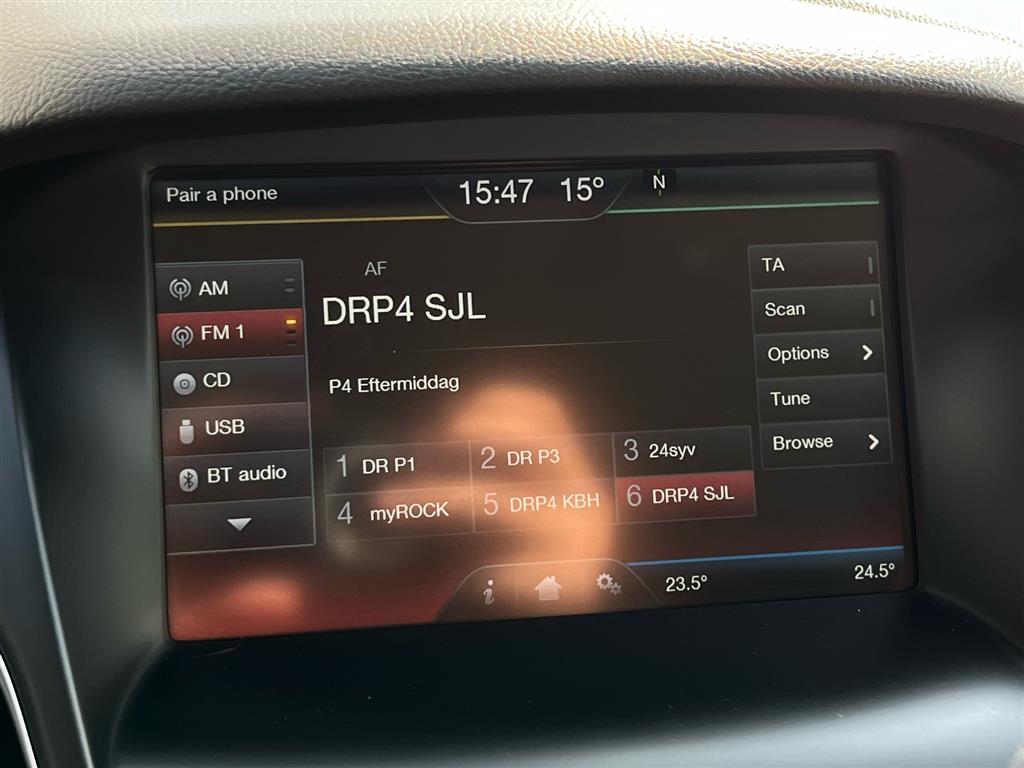 Pair a phone
15:47 15°
N
AM
FM 1
CD
USB
BT audio
AF
DRP4 SJL
P4 Eftermiddag
1 DR P1
2 DR P3
3 24syv
4 myROCK
5 DRP4 KBH
6 DRP4 SJL
TA
Scan
Options
Tune
Browse
i
23.5°
24.5°